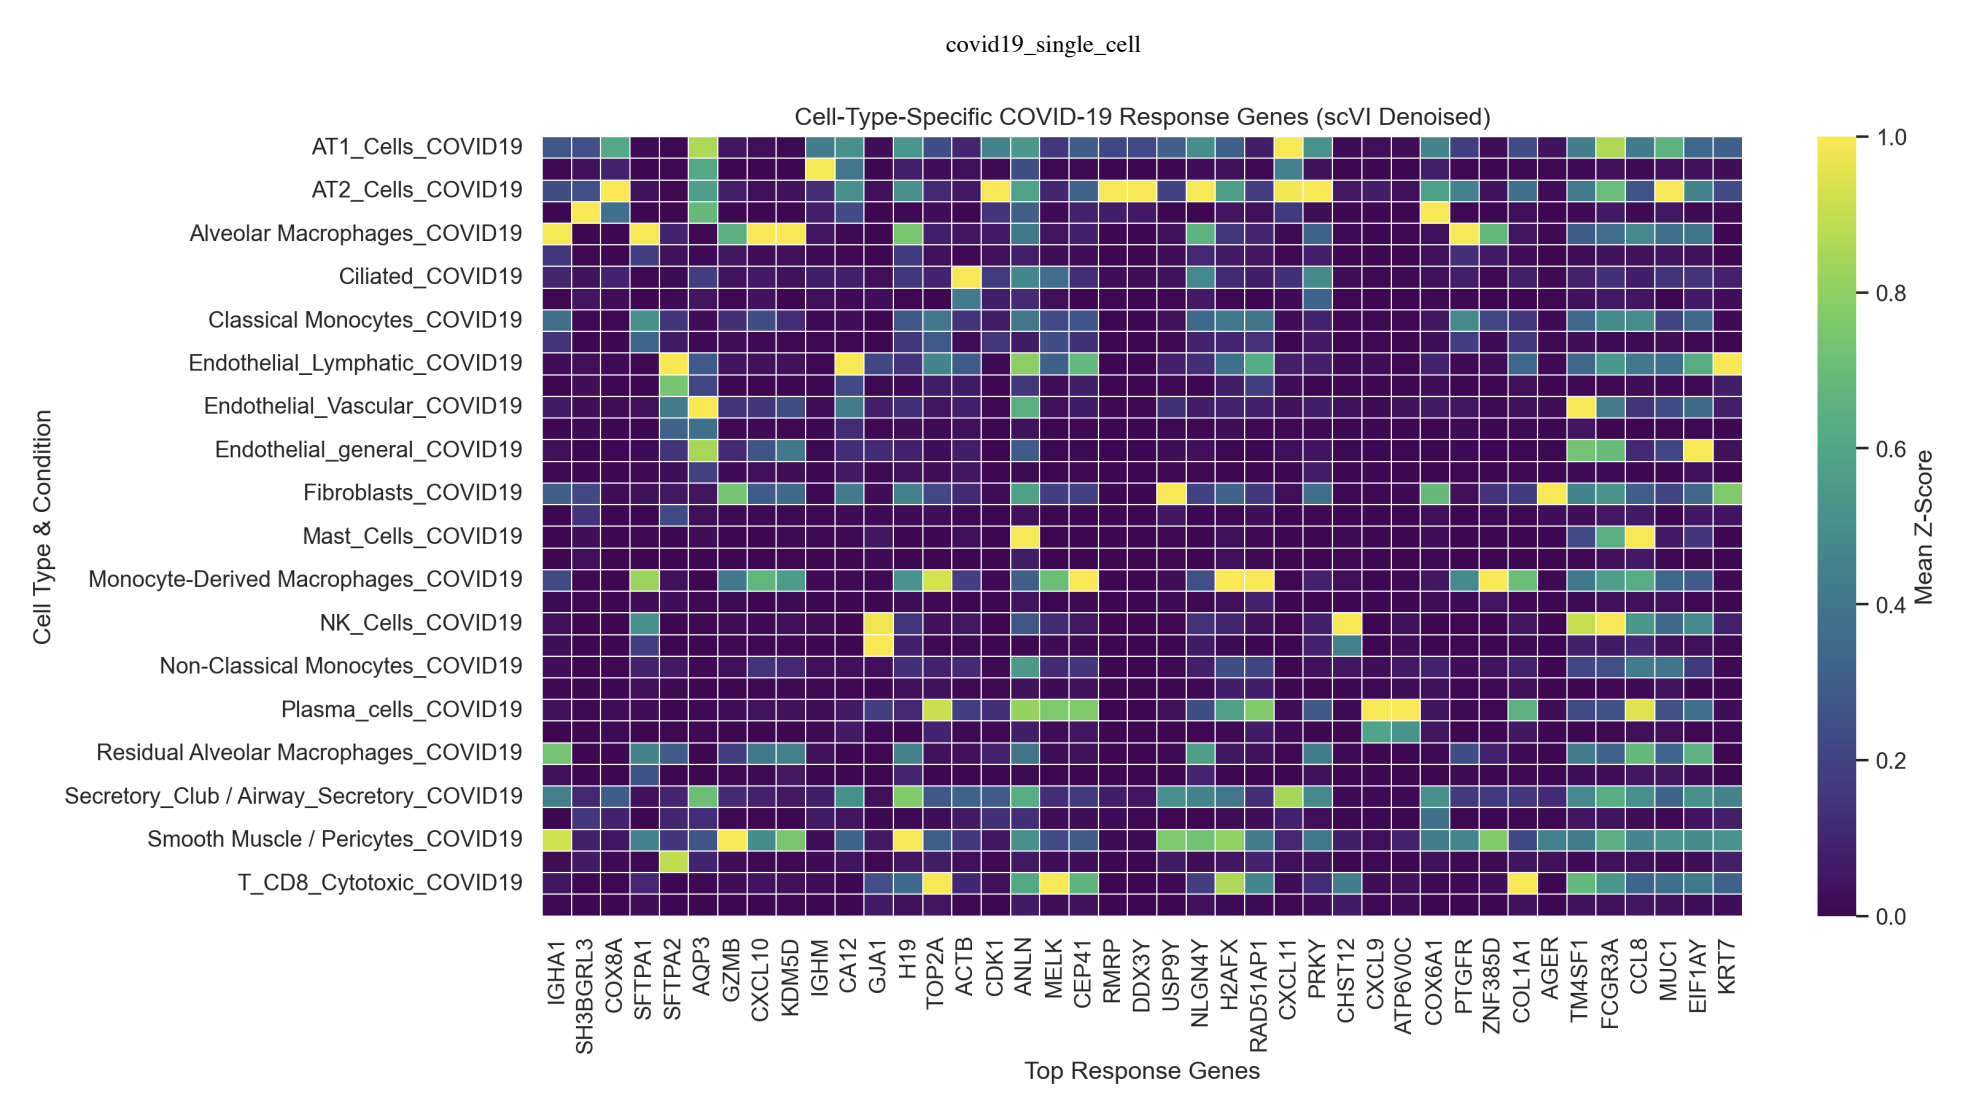 covid19_single_cell
Cell-Type-Specific COVID-19 Response Genes (scVI Denoised)
Cell Type & Condition
AT1_Cells_COVID19
AT2_Cells_COVID19
Alveolar Macrophages_COVID19
Ciliated_COVID19
Classical Monocytes_COVID19
Endothelial_Lymphatic_COVID19
Endothelial_Vascular_COVID19
Endothelial_general_COVID19
Fibroblasts_COVID19
Mast_Cells_COVID19
Monocyte-Derived Macrophages_COVID19
NK_Cells_COVID19
Non-Classical Monocytes_COVID19
Plasma_cells_COVID19
Residual Alveolar Macrophages_COVID19
Secretory_Club / Airway_Secretory_COVID19
Smooth Muscle / Pericytes_COVID19
T_CD8_Cytotoxic_COVID19
IGHA1
SH3BGRL3
COX8A
SFTPA1
SFTPA2
AQP3
GZMB
CXCL10
KDM5D
IGHM
CA12
GJA1
H19
TOP2A
ACTB
CDK1
ANLN
MELK
CEP41
RMRP
DDX3Y
USP9Y
NLGN4Y
H2AFX
RAD51AP1
CXCL11
PRKY
CHST12
CXCL9
ATP6V0C
COX6A1
PTGFR
ZNF385D
COL1A1
AGER
TM4SF1
FCGR3A
CCL8
MUC1
EIF1AY
KRT7
Top Response Genes
1.0
0.8
0.6
0.4
0.2
0.0
Mean Z-Score